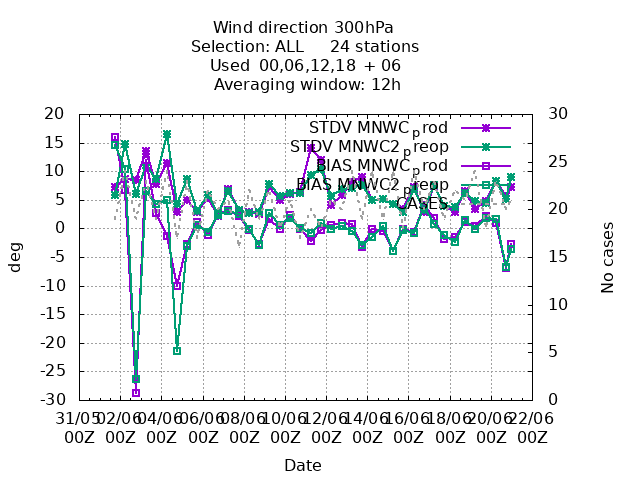 Wind direction 300hPa
Selection: ALL 24 stations
Used 00,06,12,18 + 06
Averaging window: 12h
20
15
10
5
0
-5
-10
-15
-20
-25
-30
deg
30
25
20
15
10
5
0
No cases
STDV MNWCprod
STDV MNWC2preop
BIAS MNWCprod
BIAS MNWC2preop
CASES
31/05 02/06 04/06 06/06 08/06 10/06 12/06 14/06 16/06 18/06 20/06 22/06
00Z 00Z 00Z 00Z 00Z 00Z 00Z 00Z 00Z 00Z 00Z 00Z
Date